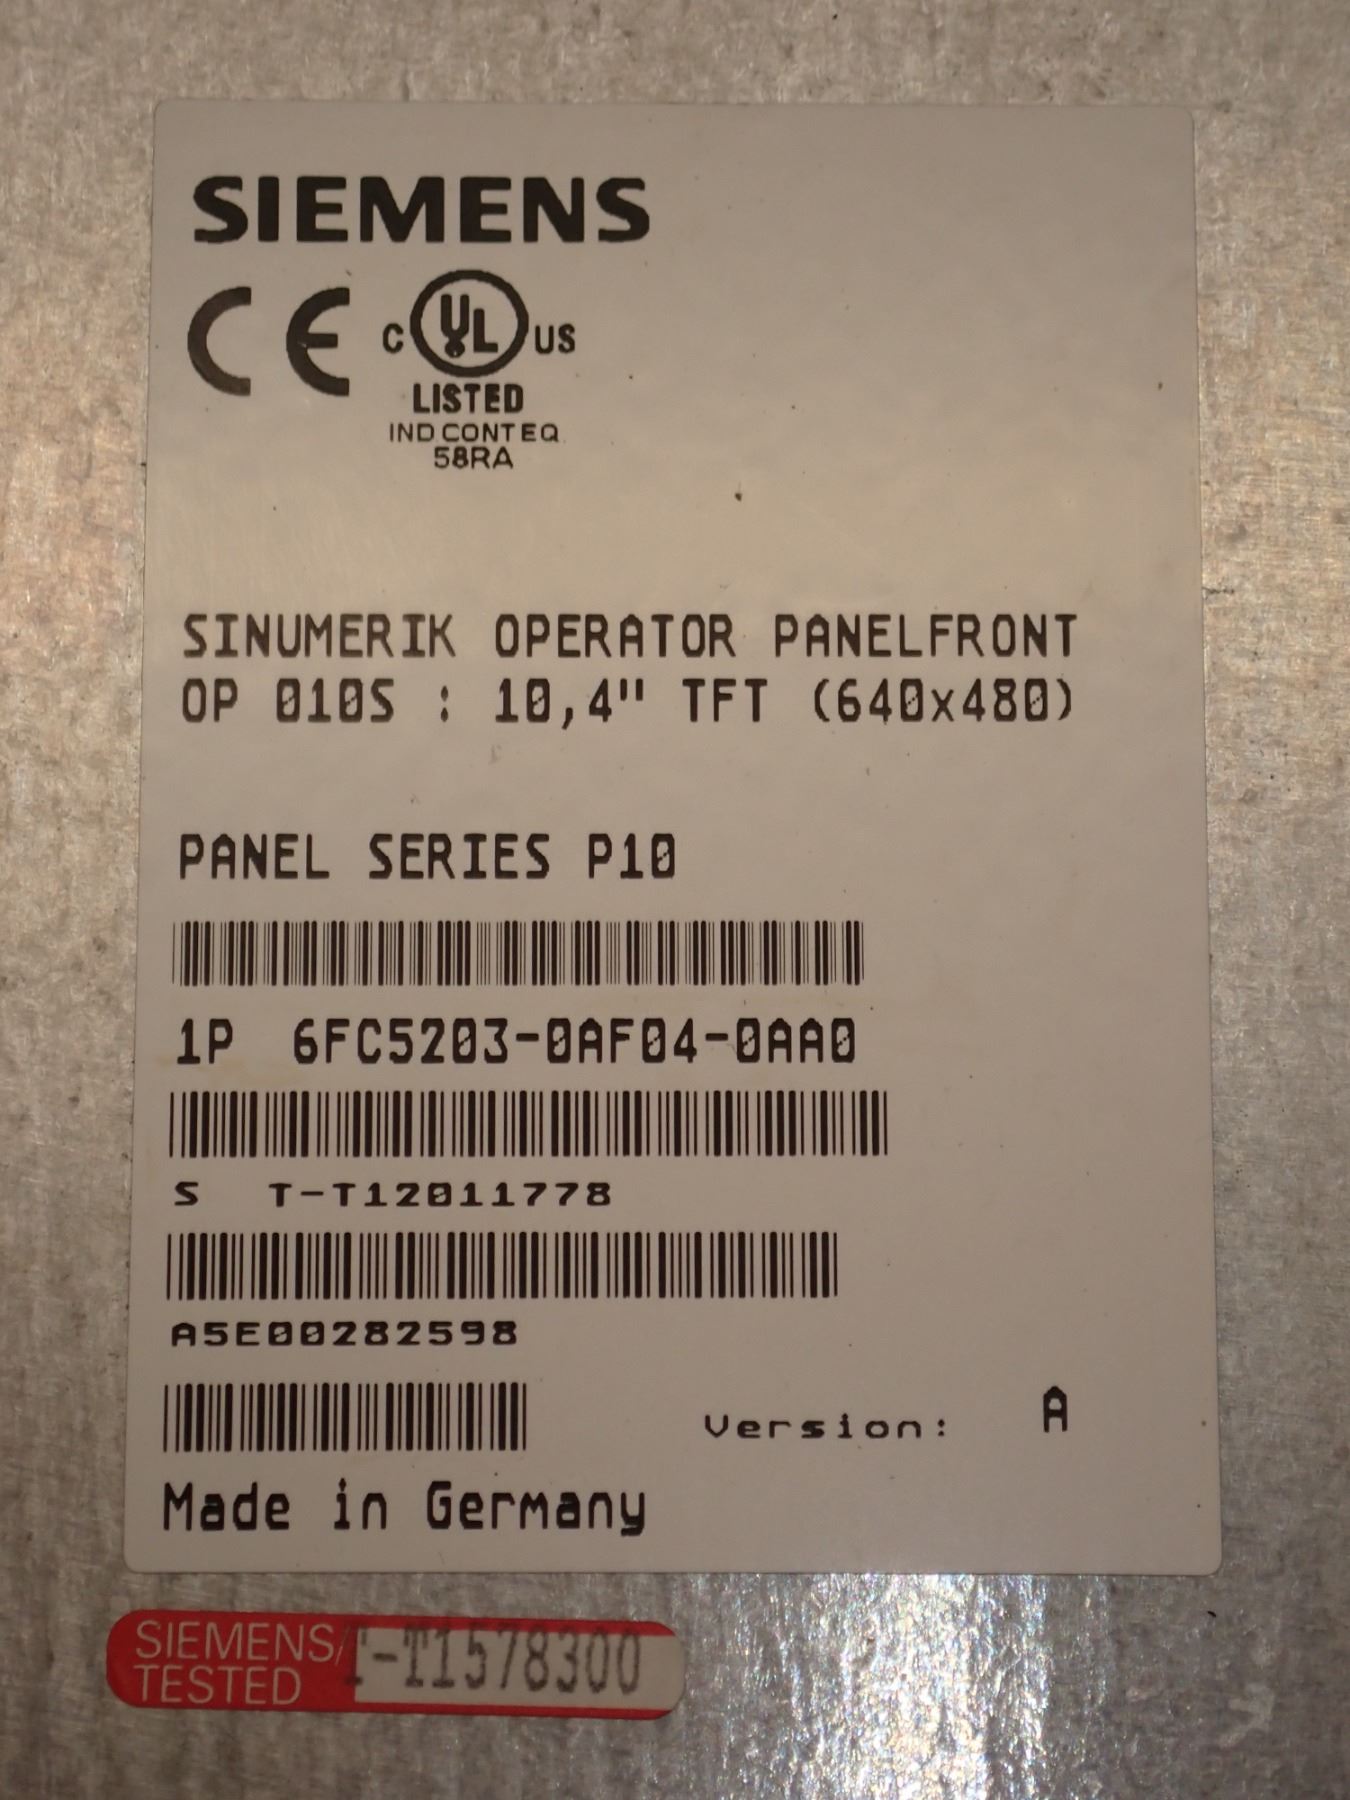 SIEMENS
CE C UL US
LISTED
IND CONT EQ
58RA
SINUMERIK OPERATOR PANELFRONT
OP 010S : 10,4" TFT (640x480)
PANEL SERIES P10
1P 6FC5203-0AF04-0AA0
S T-T12011778
A5E00282598
Version: A
Made in Germany
SIEMENS/ T-T1578300
TESTED